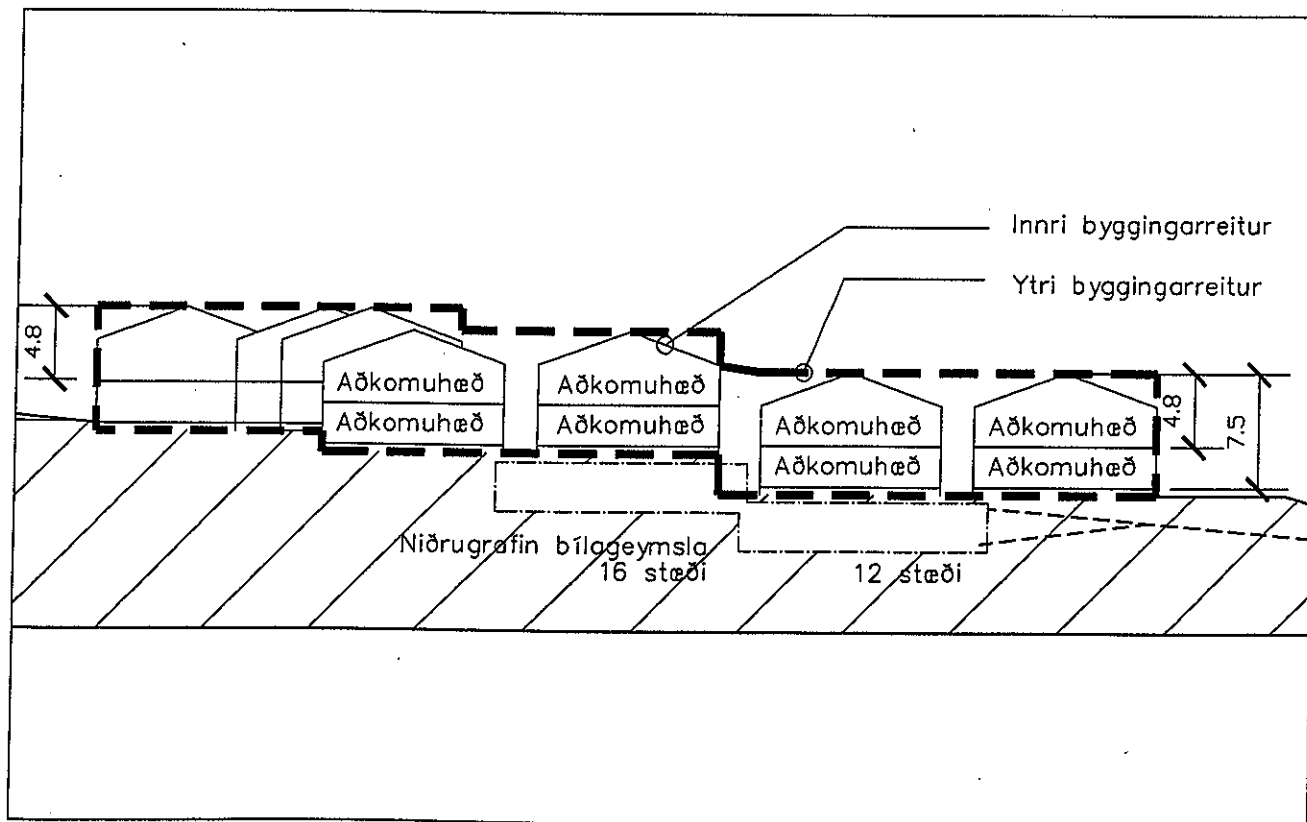 Innri byggingarreitur
Ytri byggingarreitur
4.8
Aðkomuhæð
Aðkomuhæð
Aðkomuhæð
Aðkomuhæð
Aðkomuhæð
Aðkomuhæð
Aðkomuhæð
Aðkomuhæð
4.8
7.5
Niðrugrafin bílageymsla
16 stæði
12 stæði